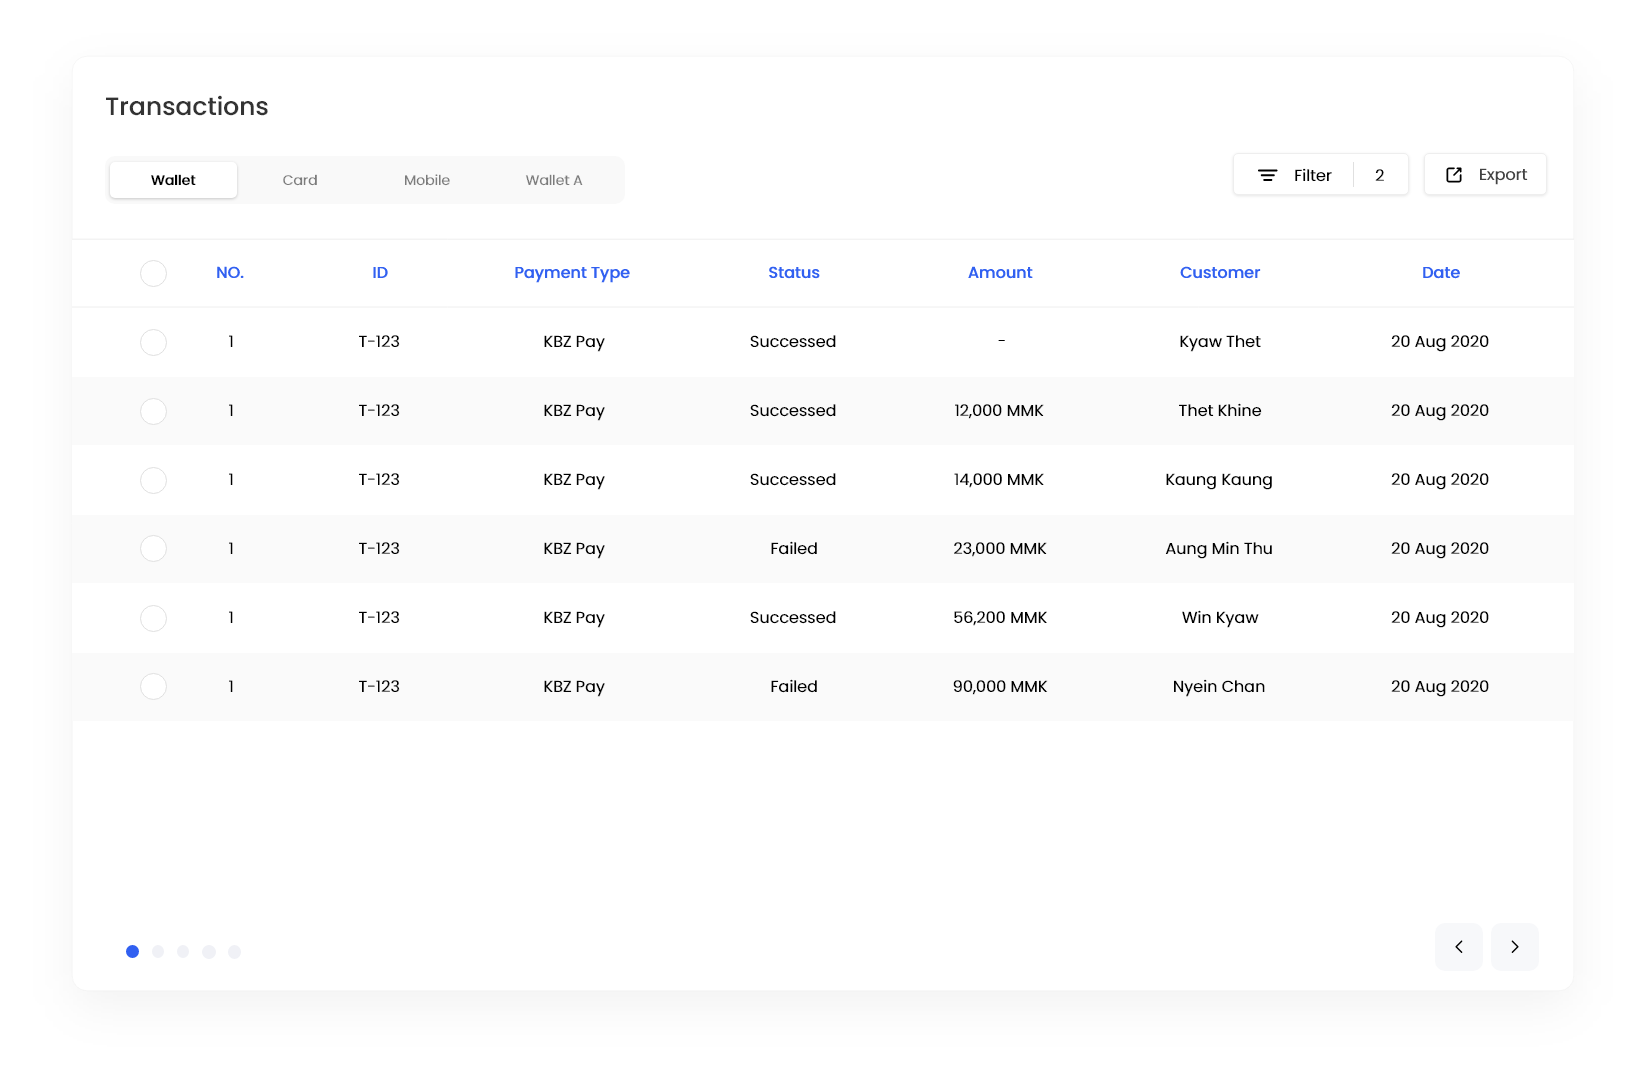 Transactions
Wallet Card Mobile Wallet A Filter 2 Export
NO. ID Payment Type Status Amount Customer Date
1 T-123 KBZ Pay Successed - Kyaw Thet 20 Aug 2020
1 T-123 KBZ Pay Successed 12,000 MMK Thet Khine 20 Aug 2020
1 T-123 KBZ Pay Successed 14,000 MMK Kaung Kaung 20 Aug 2020
1 T-123 KBZ Pay Failed 23,000 MMK Aung Min Thu 20 Aug 2020
1 T-123 KBZ Pay Successed 56,200 MMK Win Kyaw 20 Aug 2020
1 T-123 KBZ Pay Failed 90,000 MMK Nyein Chan 20 Aug 2020